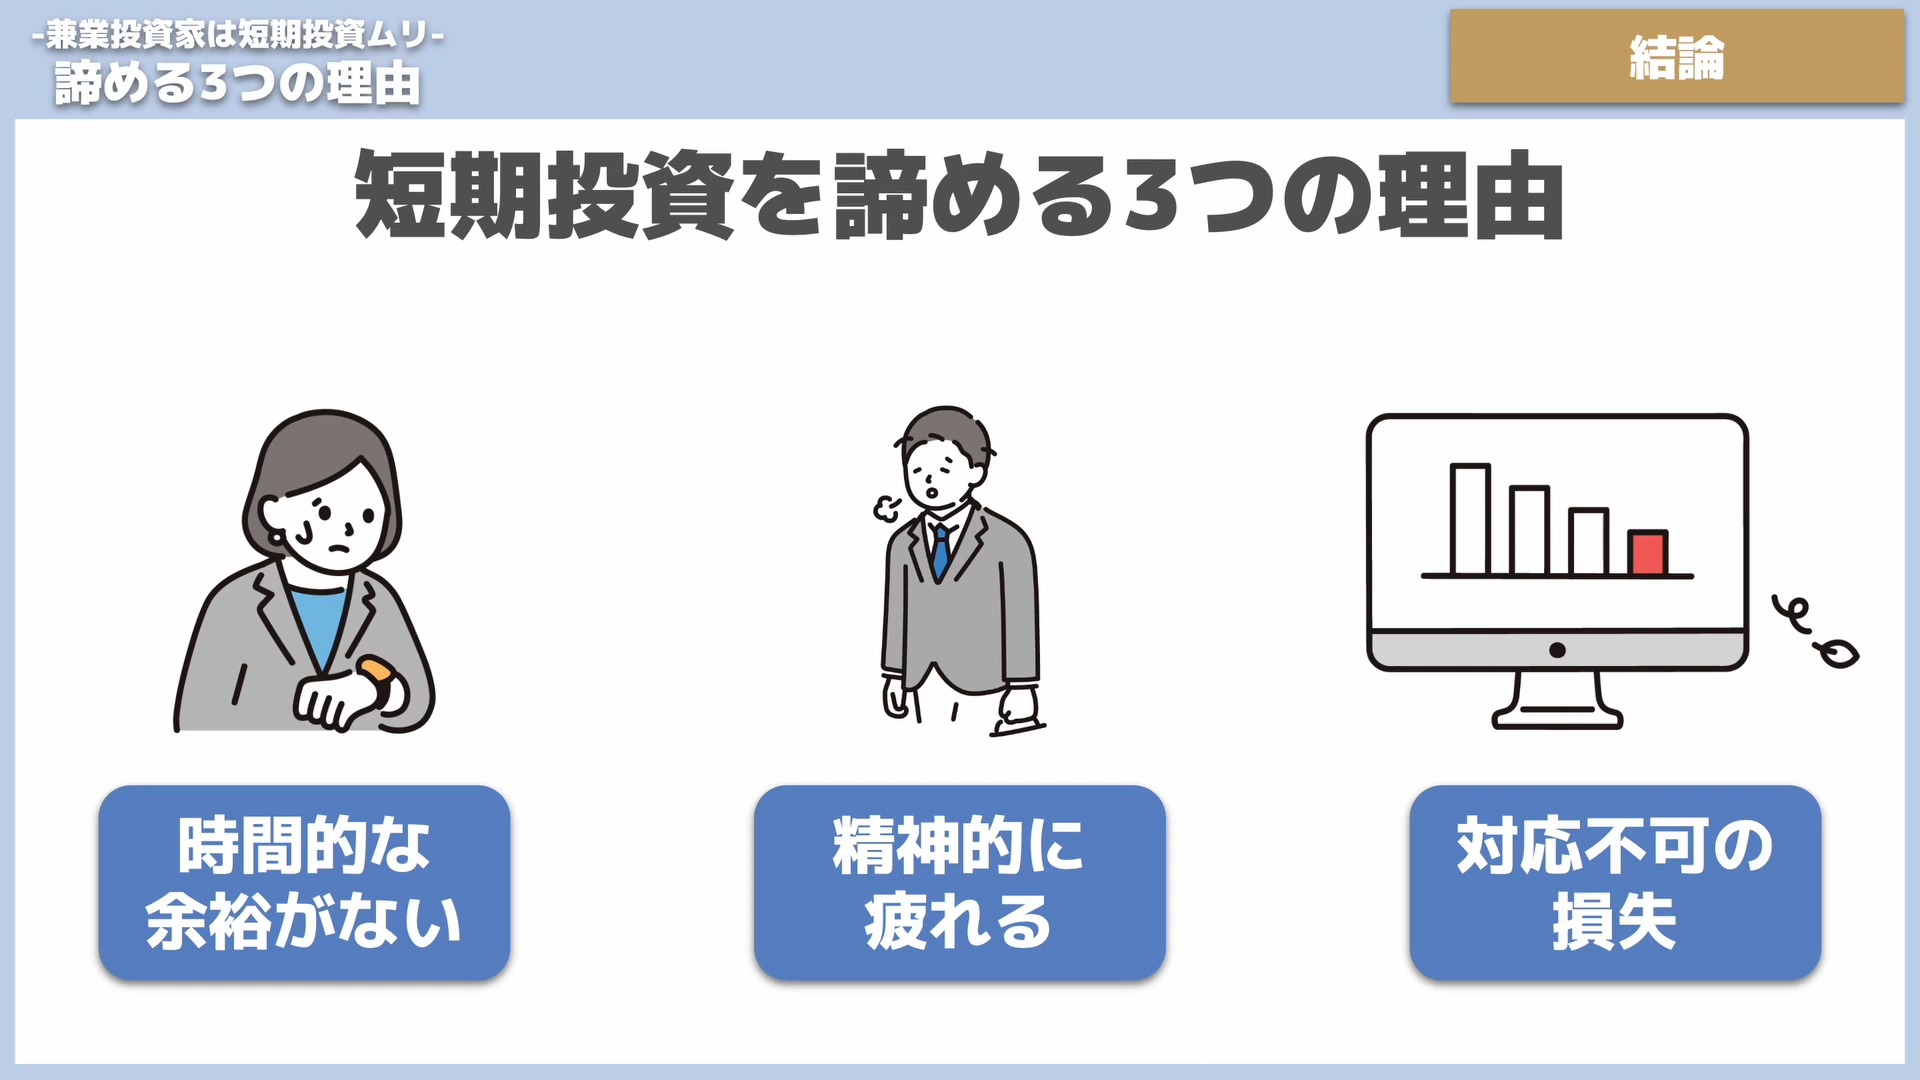 -兼業投資家は短期投資ムリ-
諦める3つの理由
結論
短期投資を諦める3つの理由
時間的な
余裕がない
精神的に
疲れる
対応不可の
損失